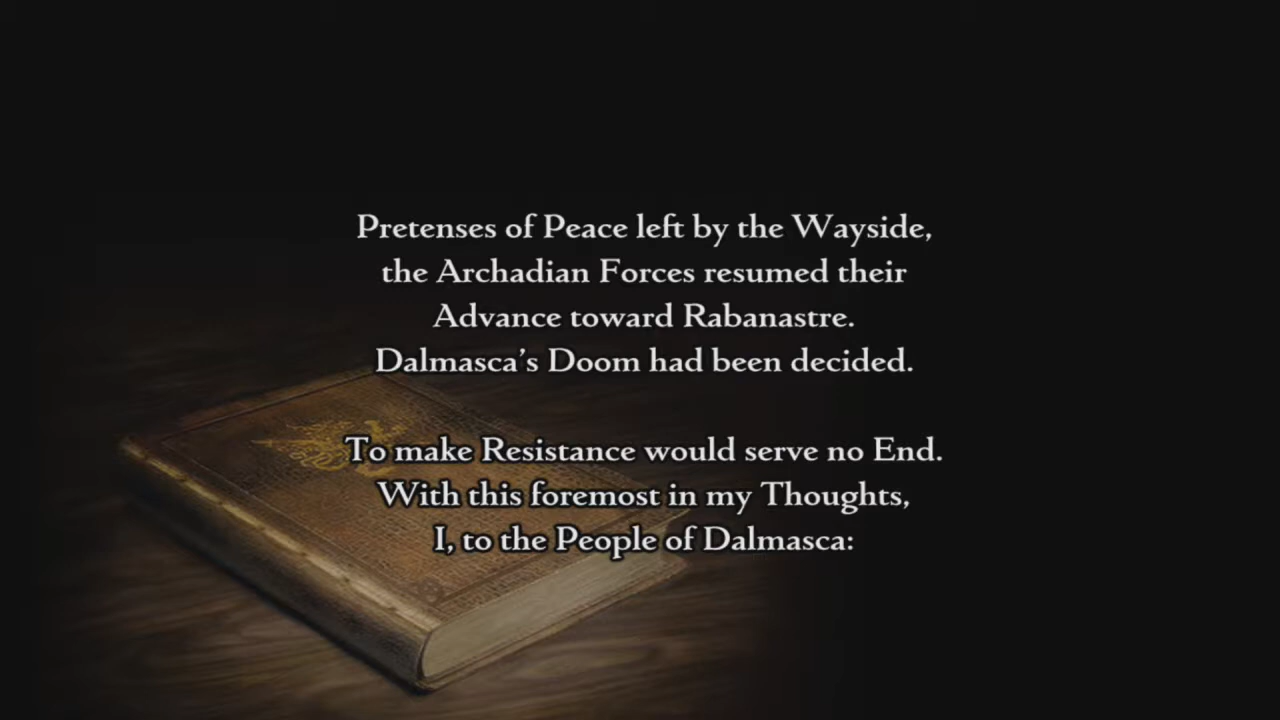 Pretenses of Peace left by the Wayside,
the Archadian Forces resumed their
Advance toward Rabanastre.
Dalmasca's Doom had been decided.
To make Resistance would serve no End.
With this foremost in my Thoughts,
I, to the People of Dalmasca: